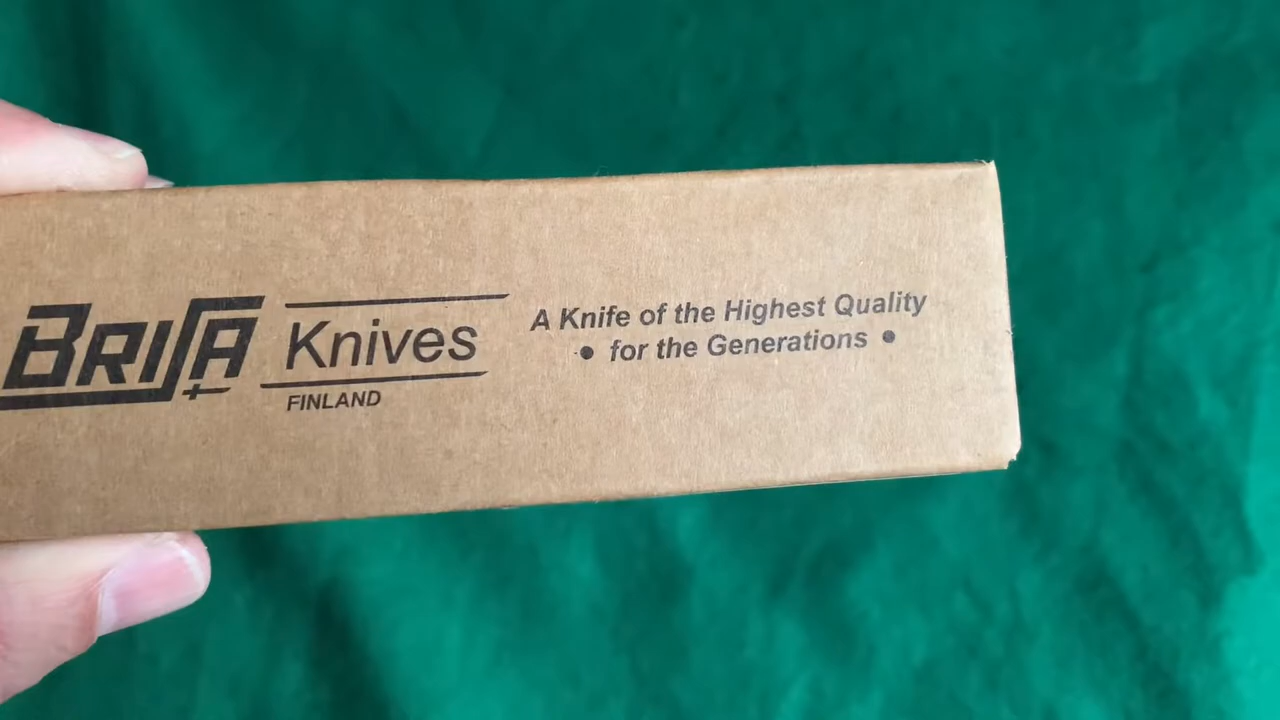 BRISA Knives
FINLAND
A Knife of the Highest Quality
• for the Generations •